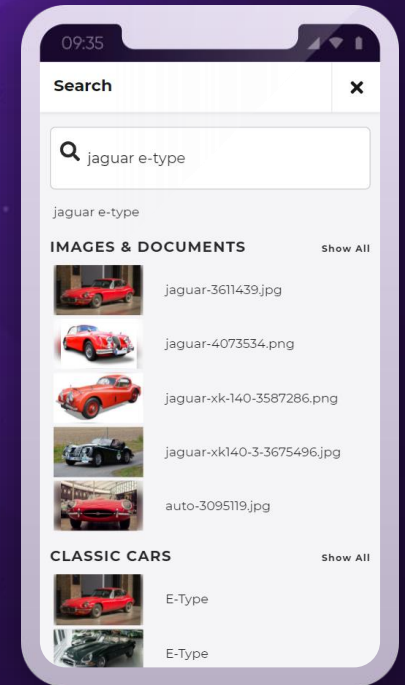 09:35
Search
jaguar e-type
jaguar e-type
IMAGES & DOCUMENTS Show All
jaguar-3611439.jpg
jaguar-4073534.png
jaguar-xk-140-3587286.png
jaguar-xk140-3-3675496.jpg
auto-3095119.jpg
CLASSIC CARS Show All
E-Type
E-Type